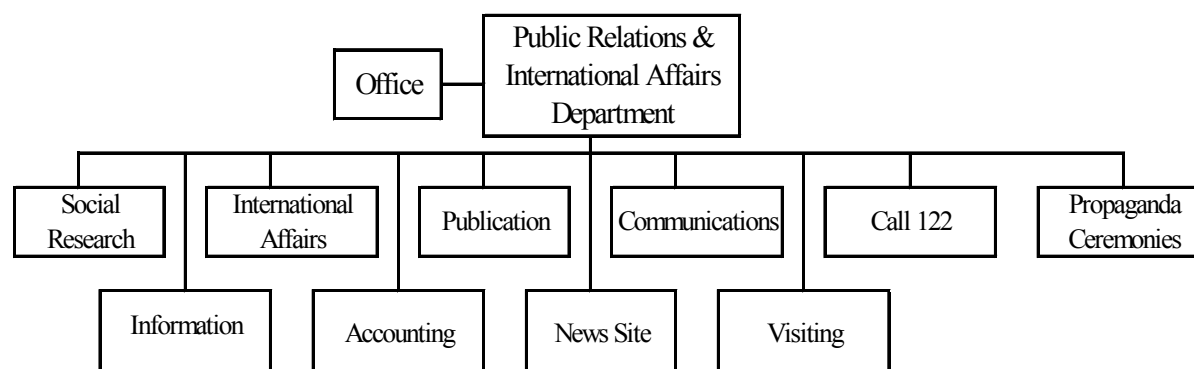 Public Relations &
International Affairs
Department
Office
Social
Research
International
Affairs
Publication
Communications
Call 122
Propaganda
Ceremonies
Information
Accounting
News Site
Visiting